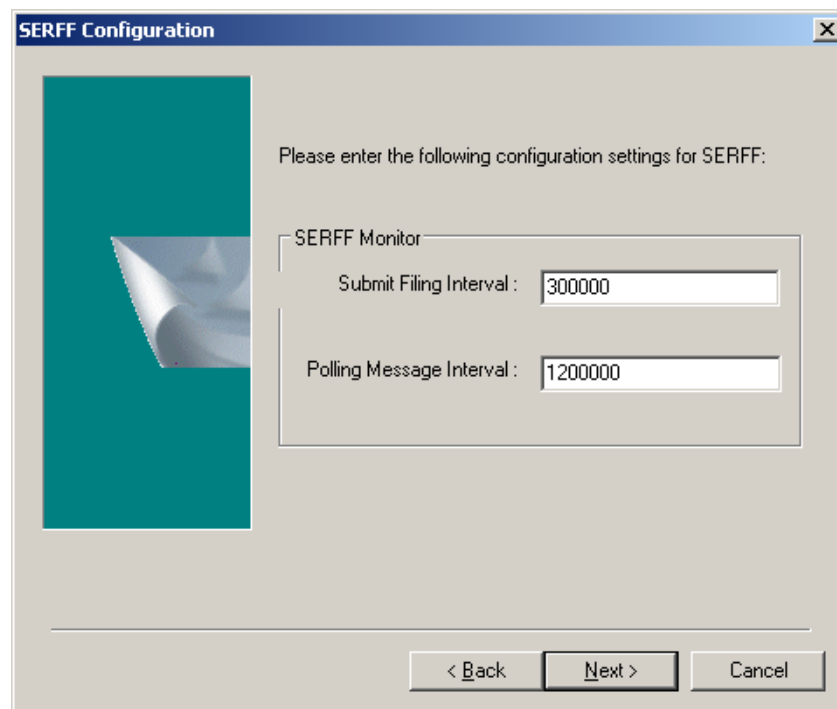 SERFF Configuration
Please enter the following configuration settings for SERFF:
SERFF Monitor
Submit Filing Interval : 300000
Polling Message Interval : 1200000
< Back Next > Cancel